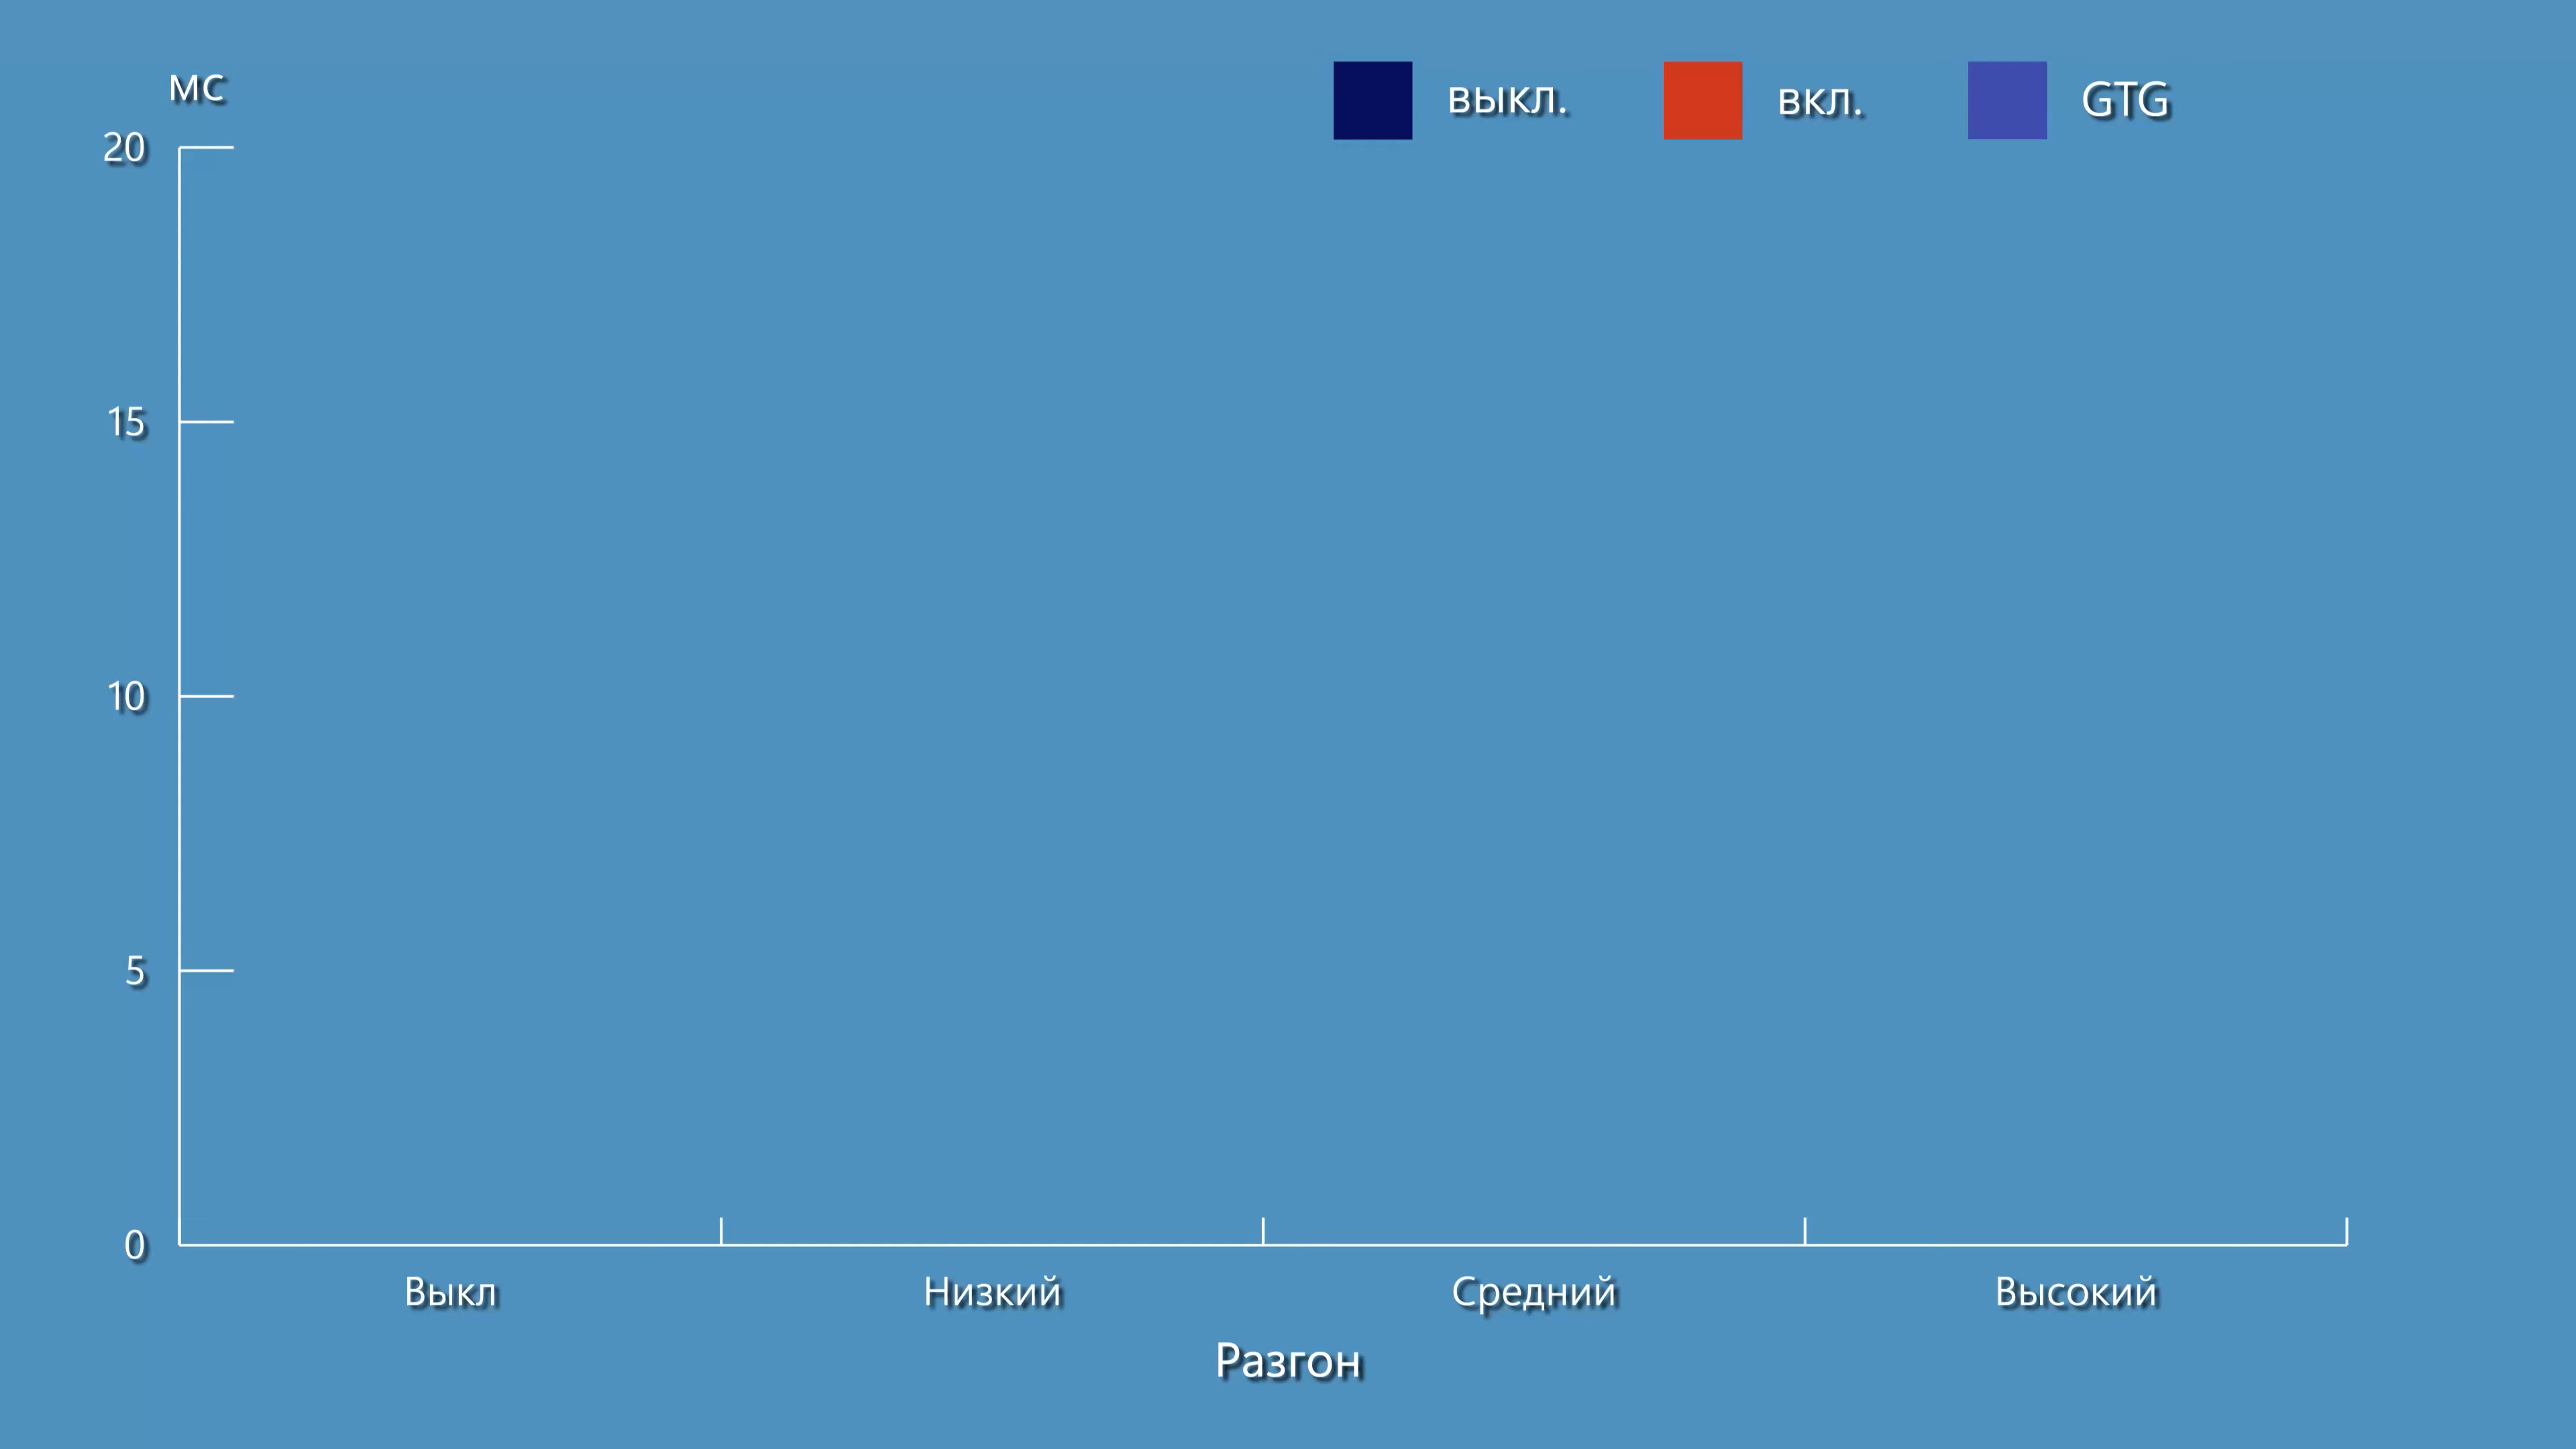 мс
выкл.
вкл.
GTG
20
15
10
5
0
Выкл
Низкий
Средний
Высокий
Разгон